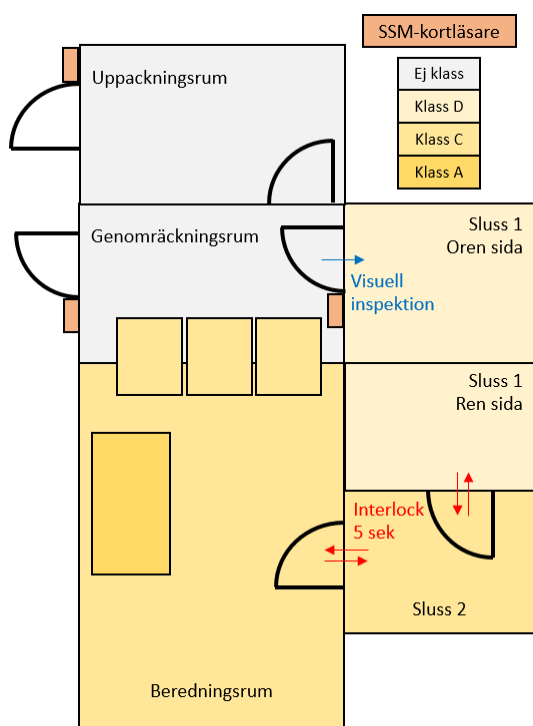 SSM-kortläsare
Ej klass
Klass D
Klass C
Klass A
Uppackningsrum
Genomräckningsrum
Sluss 1
Oren sida
Visuell
inspektion
Sluss 1
Ren sida
Interlock
5 sek
Sluss 2
Beredningsrum